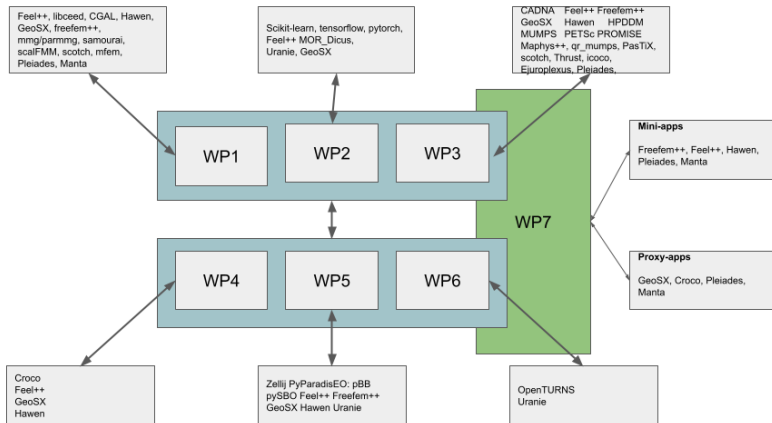 Feel++, libceed, CGAL, Hawen,
GeoSX, freefem++,
mmg/parmmg, samourai,
scalFMM, scotch, mfem,
Pleiades, Manta
Scikit-learn, tensorflow, pytorch,
Feel++ MOR_Dicus,
Uranie, GeoSX
CADNA Feel++ Freefem++
GeoSX Hawen HPDDM
MUMPS PETSc PROMISE
Maphys++, qr_mumps, PasTiX,
scotch, Thrust, icoco,
Ejuroplexus, Pleiades,
WP1
WP2
WP3
WP7
Mini-apps
Freefem++, Feel++, Hawen,
Pleiades, Manta
WP4
WP5
WP6
Proxy-apps
GeoSX, Croco, Pleiades,
Manta
Croco
Feel++
GeoSX
Hawen
Zellij PyParadisEO: pBB
pySBO Feel++ Freefem++
GeoSX Hawen Uranie
OpenTURNS
Uranie